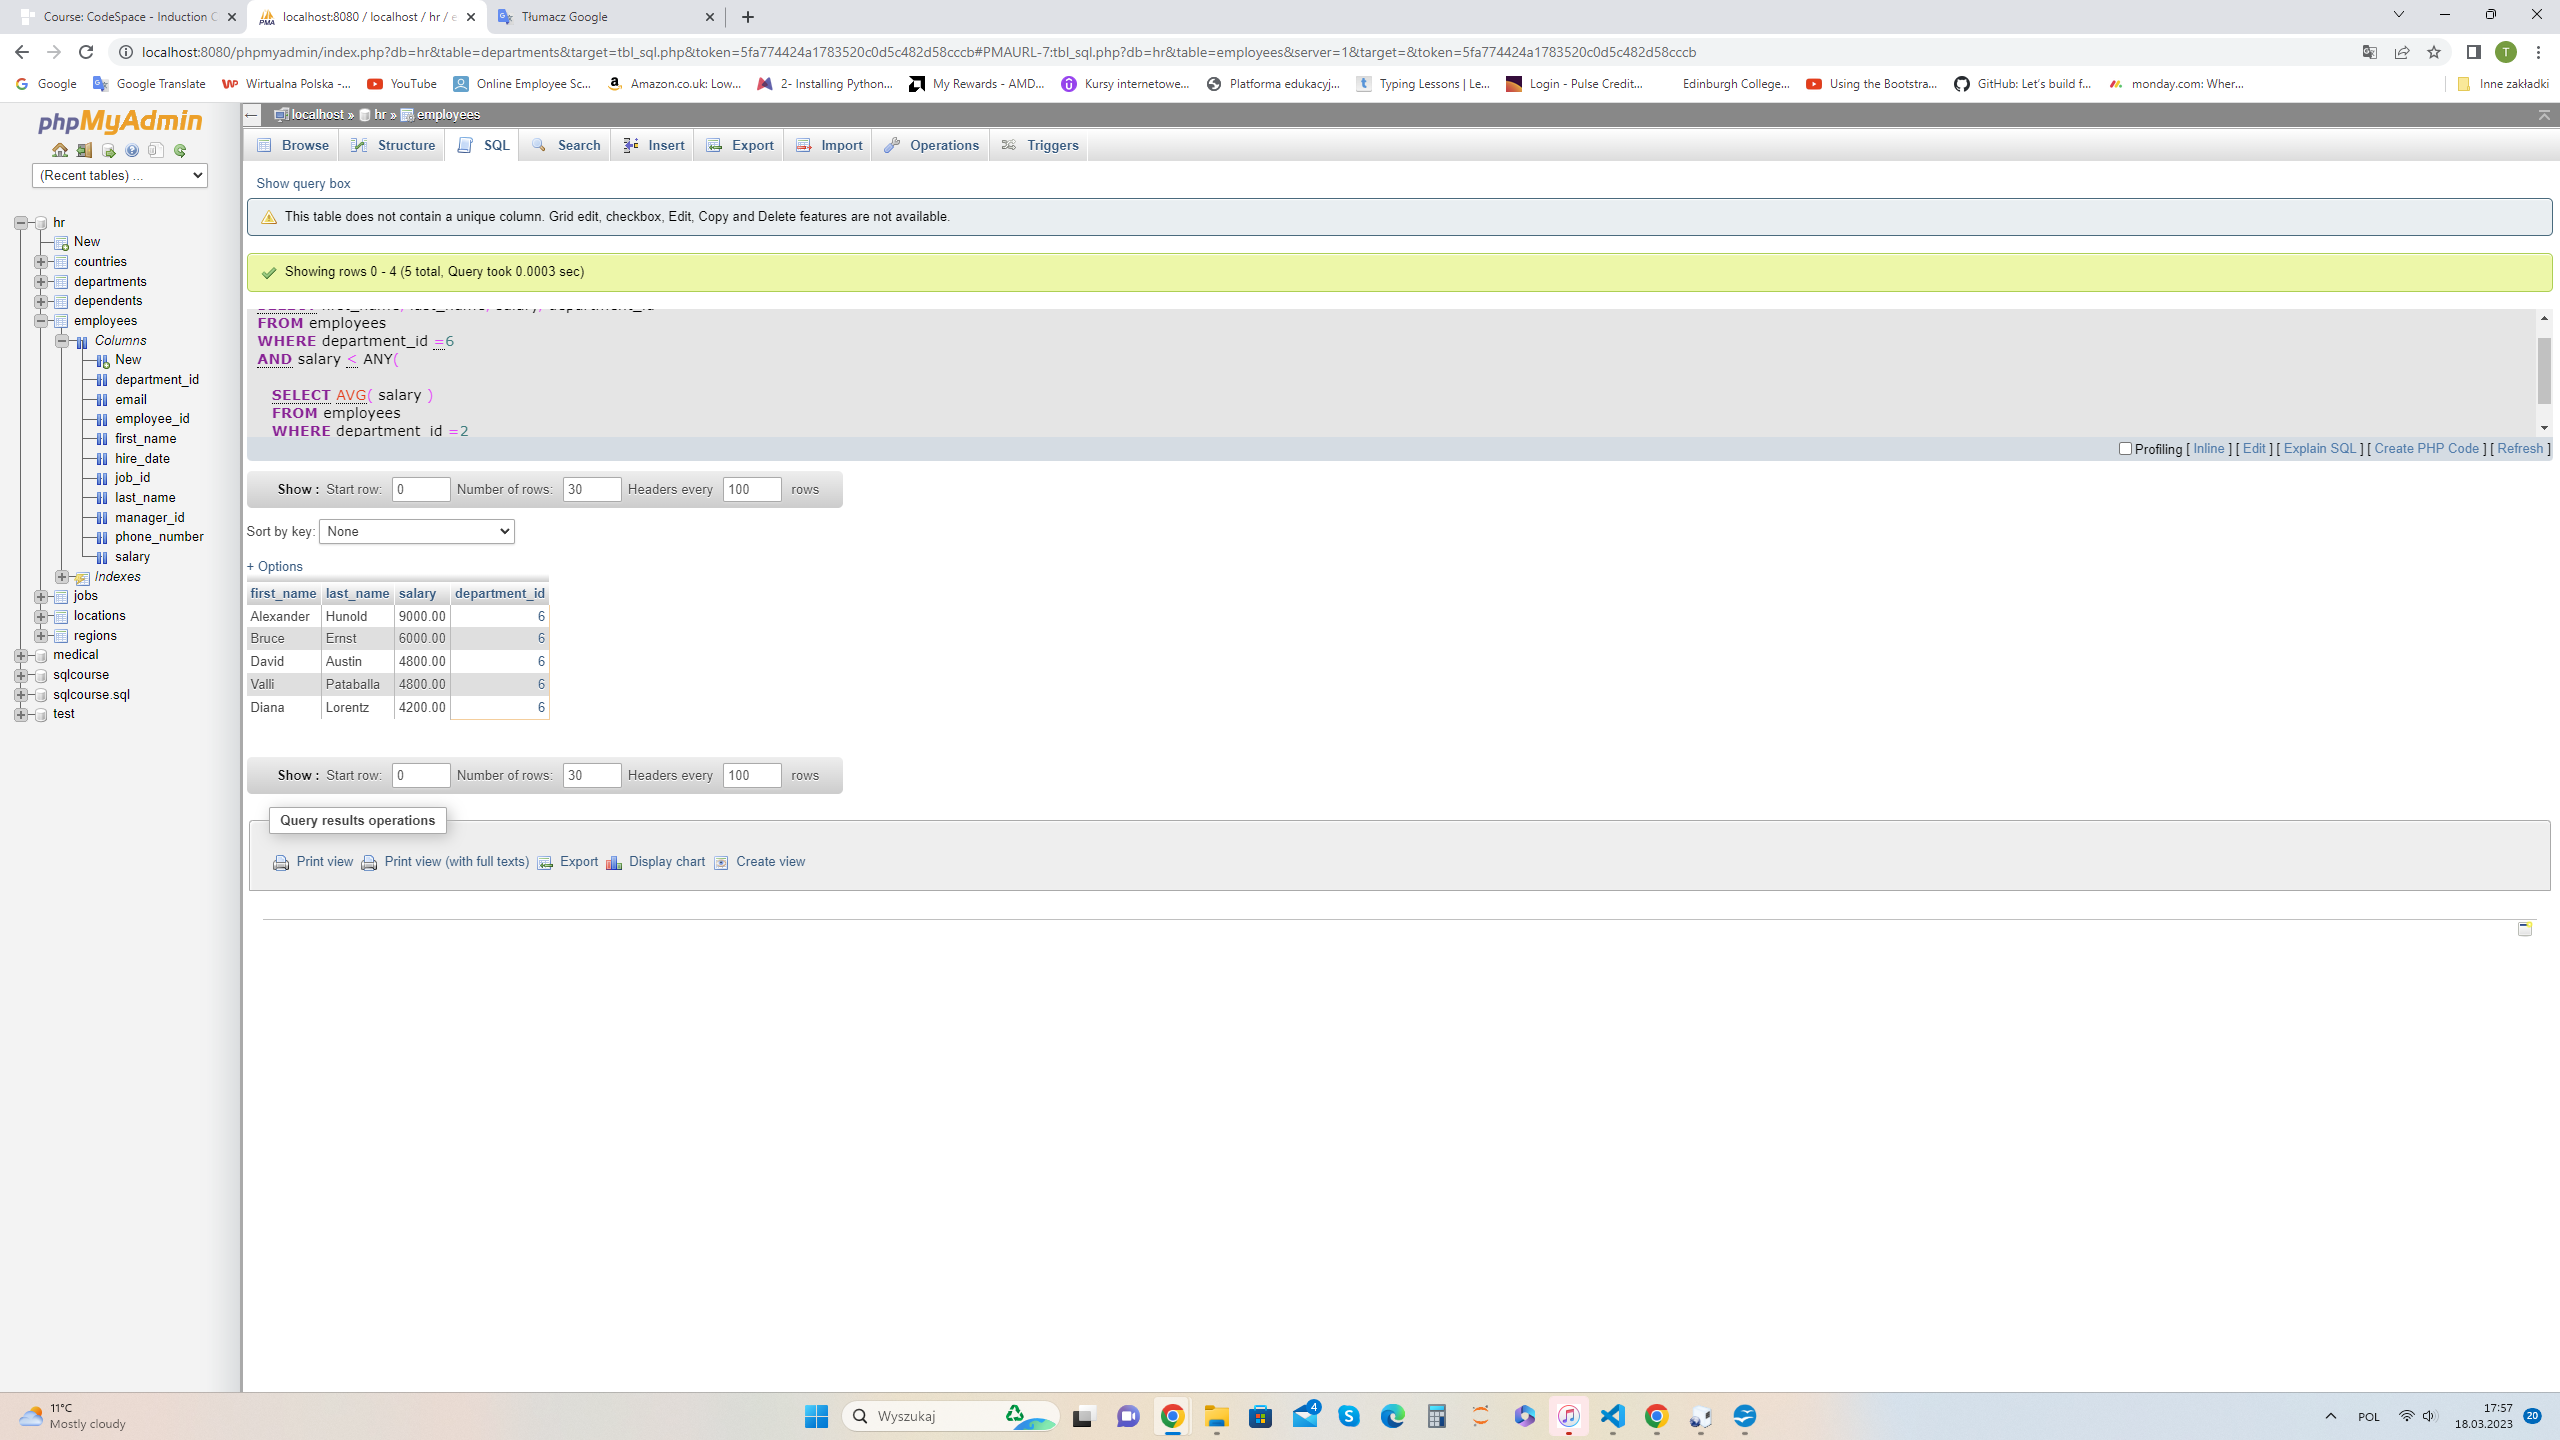 Course: CodeSpace - Induction C
localhost:8080 / localhost / hr / e
Tłumacz Google
localhost:8080/phpmyadmin/index.php?db=hr&table=departments&target=tbl_sql.php&token=5fa774424a1783520c0d5c482d58cccb#PMAURL-7:tbl_sql.php?db=hr&table=employees&server=1&target=&token=5fa774424a1783520c0d5c482d58cccb
T
Google Google Translate Wirtualna Polska -... YouTube Online Employee Sc... Amazon.co.uk: Low... 2- Installing Python... My Rewards - AMD... Kursy internetowe... Platforma edukacyj... Typing Lessons | Le... Login - Pulse Credit... Edinburgh College... Using the Bootstra... GitHub: Let's build f... monday.com: Wher... Inne zakładki
phpMyAdmin
(Recent tables) ...
hr
New
countries
departments
dependents
employees
Columns
New
department_id
email
employee_id
first_name
hire_date
job_id
last_name
manager_id
phone_number
salary
Indexes
jobs
locations
regions
medical
sqlcourse
sqlcourse.sql
test
localhost » hr » employees
Browse Structure SQL Search Insert Export Import Operations Triggers
Show query box
This table does not contain a unique column. Grid edit, checkbox, Edit, Copy and Delete features are not available.
Showing rows 0 - 4 (5 total, Query took 0.0003 sec)
FROM employees
WHERE department_id =6
AND salary < ANY(
SELECT AVG( salary )
FROM employees
WHERE department_id =2
Profiling [ Inline ] [ Edit ] [ Explain SQL ] [ Create PHP Code ] [ Refresh ]
Show : Start row: 0 Number of rows: 30 Headers every 100 rows
Sort by key: None
+ Options
first_name last_name salary department_id
Alexander Hunold 9000.00 6
Bruce Ernst 6000.00 6
David Austin 4800.00 6
Valli Pataballa 4800.00 6
Diana Lorentz 4200.00 6
Show : Start row: 0 Number of rows: 30 Headers every 100 rows
Query results operations
Print view Print view (with full texts) Export Display chart Create view
11°C
Mostly cloudy
Wyszukaj
4
POL
17:57
18.03.2023
20